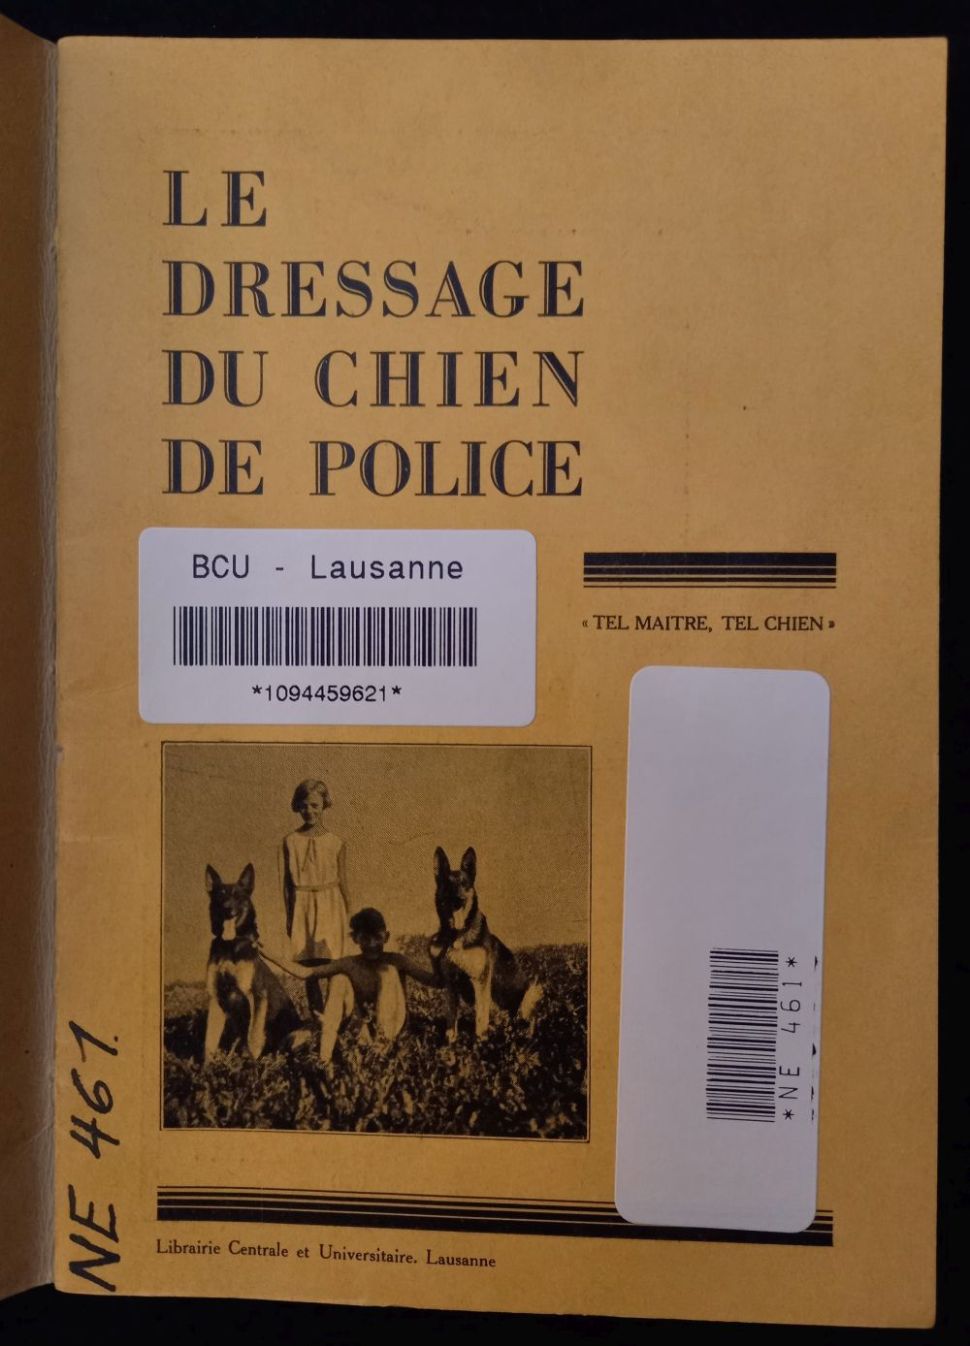 LE
DRESSAGE
DU CHIEN
DE POLICE
BCU - Lausanne
*1094459621*
« TEL MAITRE, TEL CHIEN »
*NE 461*
NE 461.
Librairie Centrale et Universitaire. Lausanne